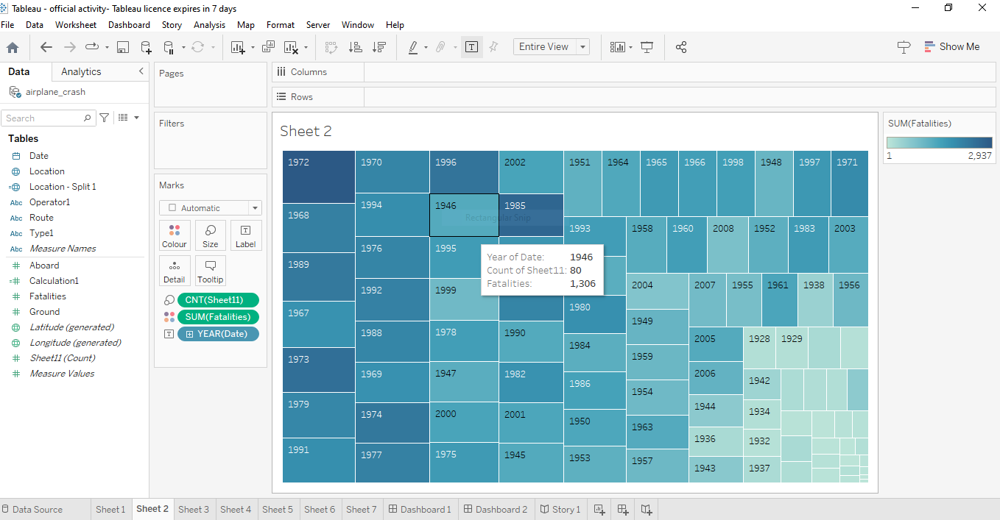 Tableau - official activity- Tableau licence expires in 7 days
File Data Worksheet Dashboard Story Analysis Map Format Server Window Help
Entire View
Show Me
Data Analytics
airplane_crash
Search
Tables
Date
Location
Location - Split 1
Abc Operator1
Abc Route
Abc Type1
Abc Measure Names
Aboard
Calculation1
Fatalities
Ground
Latitude (generated)
Longitude (generated)
Sheet11 (Count)
Measure Values
Pages
Filters
Marks
Automatic
Colour Size Label
Detail Tooltip
CNT(Sheet11)
SUM(Fatalities)
YEAR(Date)
Columns
Rows
Sheet 2
1972 1970 1996 2002 1951 1964 1965 1966 1998 1948 1997 1971
1994 1946 1985
Rectangular Snip
1968 1993 1958 1960 2008 1952 1983 2003
1976 1995
Year of Date: 1946
Count of Sheet11: 80
Fatalities: 1,306
1989 1992 1999 2004 2007 1955 1961 1938 1956
1967 1988 1978 1990 1980 1949
1984 2005 1928 1929
1973 1969 1947 1982 1986 1959 2006 1942
1979 1974 2000 2001 1950 1954 1944 1934
1963 1936 1932
1991 1977 1975 1945 1953 1957 1943 1937
SUM(Fatalities)
1 2,937
Data Source Sheet 1 Sheet 2 Sheet 3 Sheet 4 Sheet 5 Sheet 6 Sheet 7 Dashboard 1 Dashboard 2 Story 1